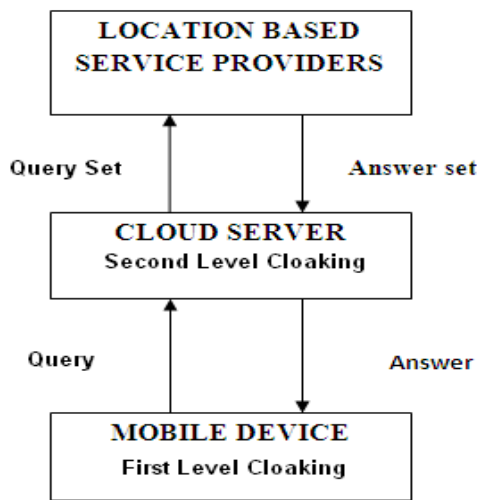 LOCATION BASED
SERVICE PROVIDERS
Query Set
Answer set
CLOUD SERVER
Second Level Cloaking
Query
Answer
MOBILE DEVICE
First Level Cloaking